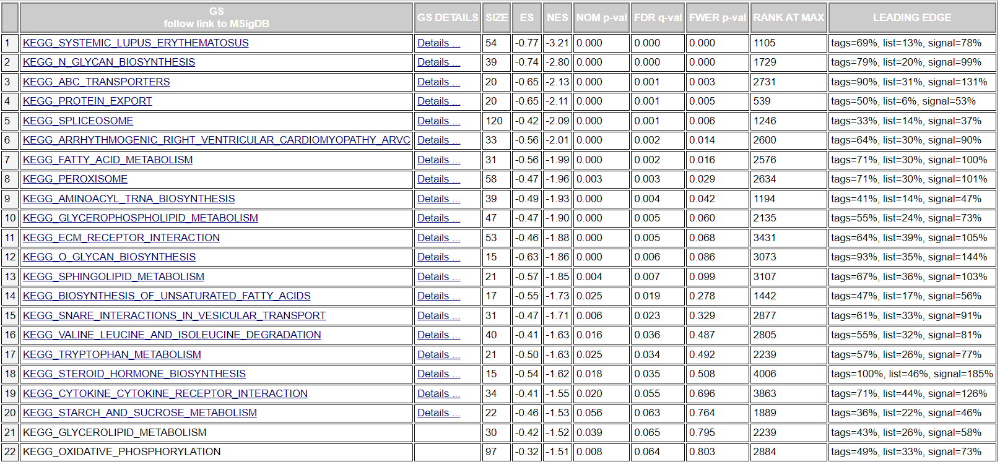 GS
follow link to MSigDB GS DETAILS SIZE ES NES NOM p-val FDR q-val FWER p-val RANK AT MAX LEADING EDGE
1 KEGG_SYSTEMIC_LUPUS_ERYTHEMATOSUS Details ... 54 -0.77 -3.21 0.000 0.000 0.000 1105 tags=69%, list=13%, signal=78%
2 KEGG_N_GLYCAN_BIOSYNTHESIS Details ... 39 -0.74 -2.80 0.000 0.000 0.000 1729 tags=79%, list=20%, signal=99%
3 KEGG_ABC_TRANSPORTERS Details ... 20 -0.65 -2.13 0.000 0.001 0.003 2731 tags=90%, list=31%, signal=131%
4 KEGG_PROTEIN_EXPORT Details ... 20 -0.65 -2.11 0.000 0.001 0.005 539 tags=50%, list=6%, signal=53%
5 KEGG_SPLICEOSOME Details ... 120 -0.42 -2.09 0.000 0.001 0.006 1246 tags=33%, list=14%, signal=37%
6 KEGG_ARRHYTHMOGENIC_RIGHT_VENTRICULAR_CARDIOMYOPATHY_ARVC Details ... 33 -0.56 -2.01 0.000 0.002 0.014 2600 tags=64%, list=30%, signal=90%
7 KEGG_FATTY_ACID_METABOLISM Details ... 31 -0.56 -1.99 0.000 0.002 0.016 2576 tags=71%, list=30%, signal=100%
8 KEGG_PEROXISOME Details ... 58 -0.47 -1.96 0.003 0.003 0.029 2634 tags=71%, list=30%, signal=101%
9 KEGG_AMINOACYL_TRNA_BIOSYNTHESIS Details ... 39 -0.49 -1.93 0.000 0.004 0.042 1194 tags=41%, list=14%, signal=47%
10 KEGG_GLYCEROPHOSPHOLIPID_METABOLISM Details ... 47 -0.47 -1.90 0.000 0.005 0.060 2135 tags=55%, list=24%, signal=73%
11 KEGG_ECM_RECEPTOR_INTERACTION Details ... 53 -0.46 -1.88 0.000 0.005 0.068 3431 tags=64%, list=39%, signal=105%
12 KEGG_O_GLYCAN_BIOSYNTHESIS Details ... 15 -0.63 -1.86 0.000 0.006 0.086 3073 tags=93%, list=35%, signal=144%
13 KEGG_SPHINGOLIPID_METABOLISM Details ... 21 -0.57 -1.85 0.004 0.007 0.099 3107 tags=67%, list=36%, signal=103%
14 KEGG_BIOSYNTHESIS_OF_UNSATURATED_FATTY_ACIDS Details ... 17 -0.55 -1.73 0.025 0.019 0.278 1442 tags=47%, list=17%, signal=56%
15 KEGG_SNARE_INTERACTIONS_IN_VESICULAR_TRANSPORT Details ... 31 -0.47 -1.71 0.006 0.023 0.329 2877 tags=61%, list=33%, signal=91%
16 KEGG_VALINE_LEUCINE_AND_ISOLEUCINE_DEGRADATION Details ... 40 -0.41 -1.63 0.016 0.036 0.487 2805 tags=55%, list=32%, signal=81%
17 KEGG_TRYPTOPHAN_METABOLISM Details ... 21 -0.50 -1.63 0.025 0.034 0.492 2239 tags=57%, list=26%, signal=77%
18 KEGG_STEROID_HORMONE_BIOSYNTHESIS Details ... 15 -0.54 -1.62 0.018 0.035 0.508 4006 tags=100%, list=46%, signal=185%
19 KEGG_CYTOKINE_CYTOKINE_RECEPTOR_INTERACTION Details ... 34 -0.41 -1.55 0.020 0.055 0.696 3863 tags=71%, list=44%, signal=126%
20 KEGG_STARCH_AND_SUCROSE_METABOLISM Details ... 22 -0.46 -1.53 0.056 0.063 0.764 1889 tags=36%, list=22%, signal=46%
21 KEGG_GLYCEROLIPID_METABOLISM 30 -0.42 -1.52 0.039 0.065 0.795 2239 tags=43%, list=26%, signal=58%
22 KEGG_OXIDATIVE_PHOSPHORYLATION 97 -0.32 -1.51 0.008 0.064 0.803 2884 tags=49%, list=33%, signal=73%